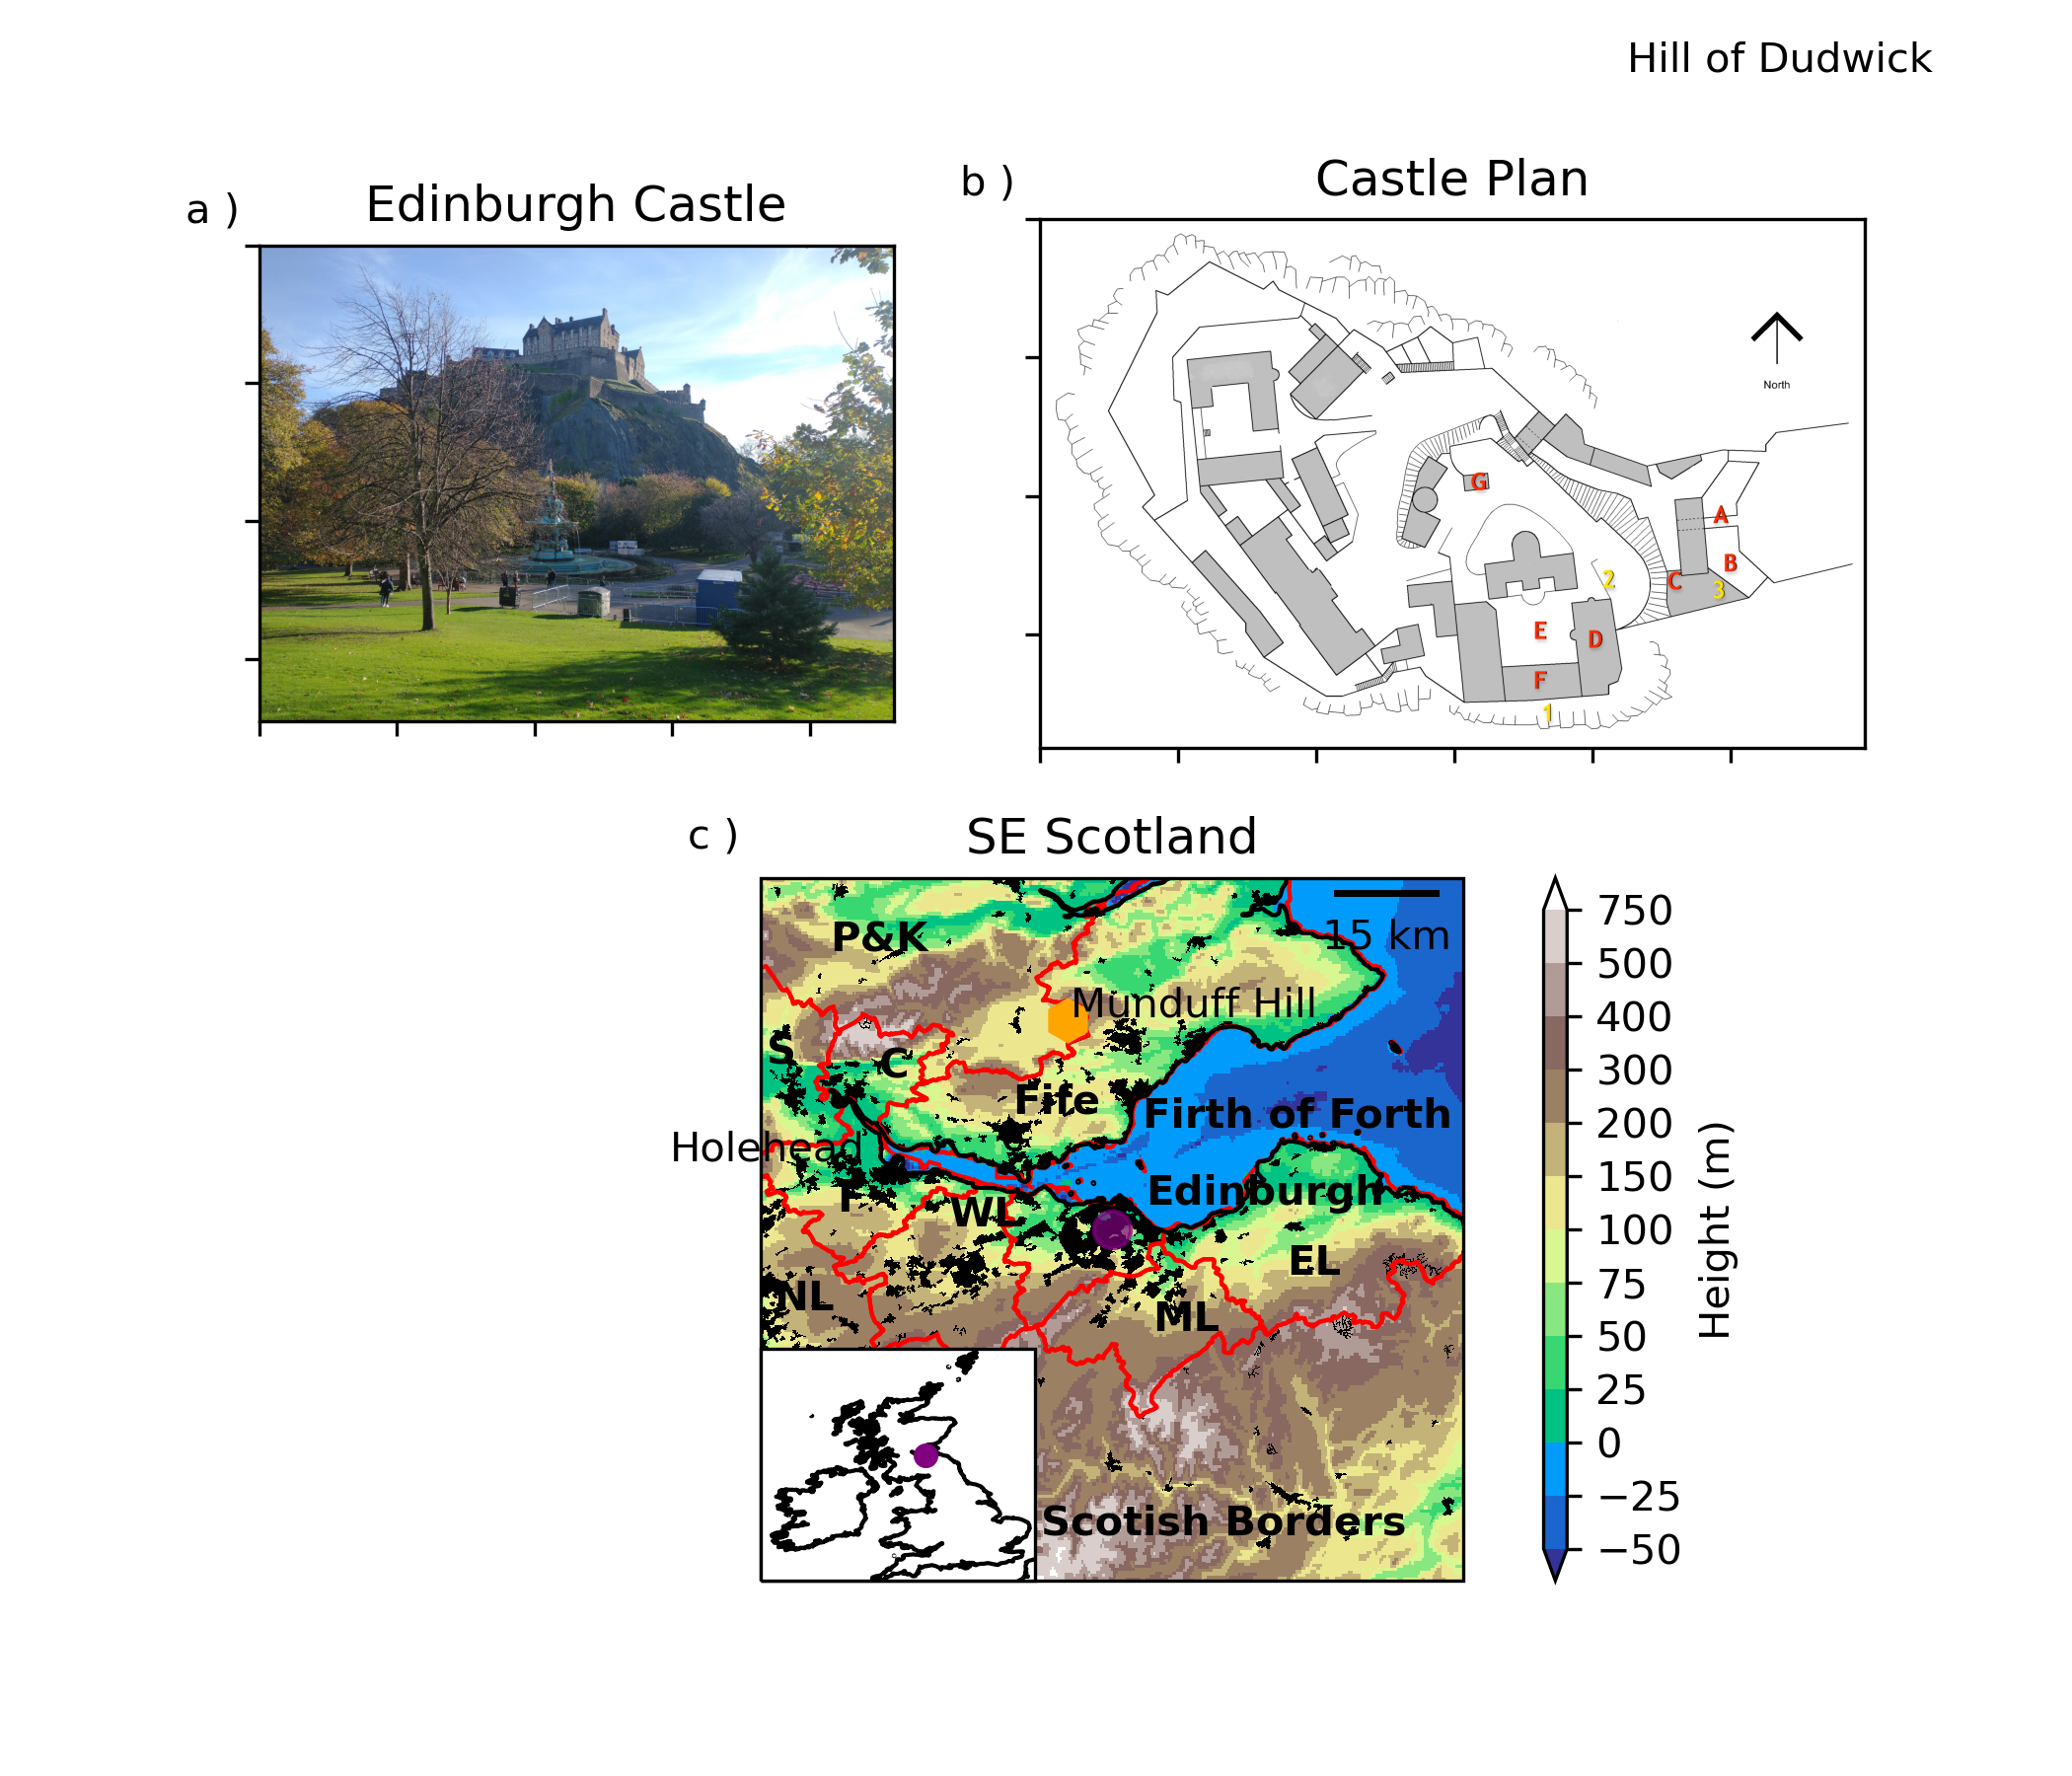 Hill of Dudwick
a )
Edinburgh Castle
b )
Castle Plan
North
G
A
B
C
2
3
E
D
F
1
c )
SE Scotland
15 km
P&K
Munduff Hill
S
C
Fife
Firth of Forth
Holehead
Edinburgh
F
WL
EL
NL
ML
Scotish Borders
750
500
400
300
200
150
100
75
50
25
0
−25
−50
Height (m)